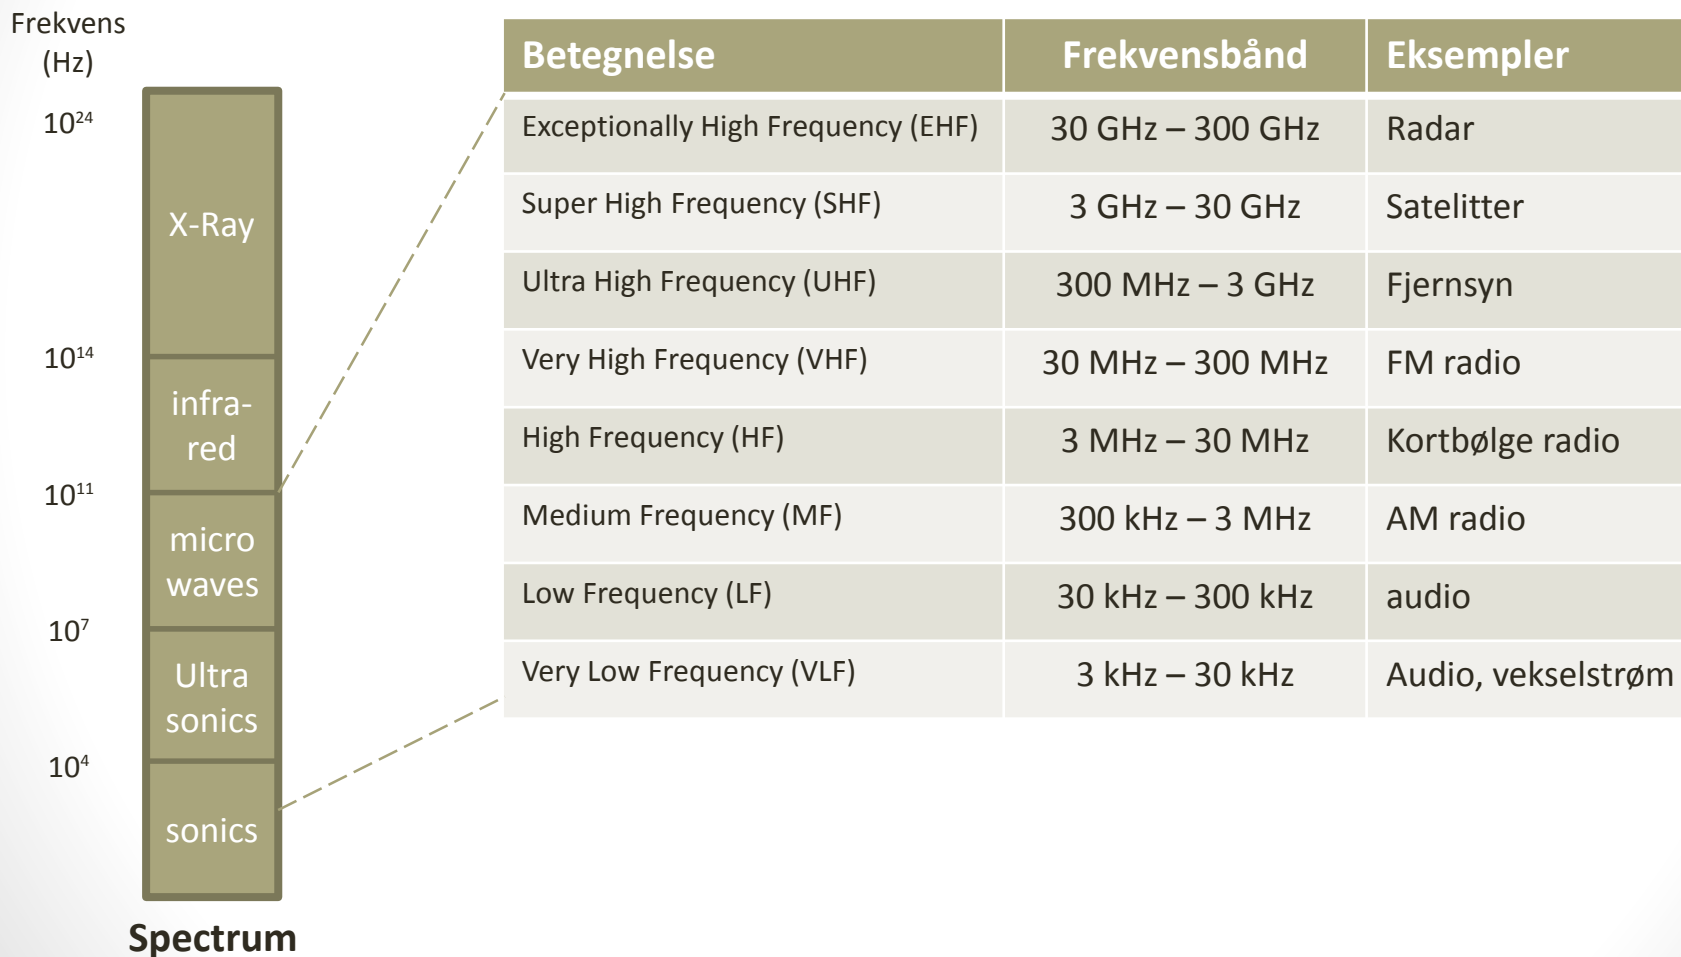 Frekvens
(Hz)
10²⁴
X-Ray
10¹⁴
infra-
red
10¹¹
micro
waves
10⁷
Ultra
sonics
10⁴
sonics
Spectrum
Betegnelse Frekvensbånd Eksempler
Exceptionally High Frequency (EHF) 30 GHz – 300 GHz Radar
Super High Frequency (SHF) 3 GHz – 30 GHz Satelitter
Ultra High Frequency (UHF) 300 MHz – 3 GHz Fjernsyn
Very High Frequency (VHF) 30 MHz – 300 MHz FM radio
High Frequency (HF) 3 MHz – 30 MHz Kortbølge radio
Medium Frequency (MF) 300 kHz – 3 MHz AM radio
Low Frequency (LF) 30 kHz – 300 kHz audio
Very Low Frequency (VLF) 3 kHz – 30 kHz Audio, vekselstrøm